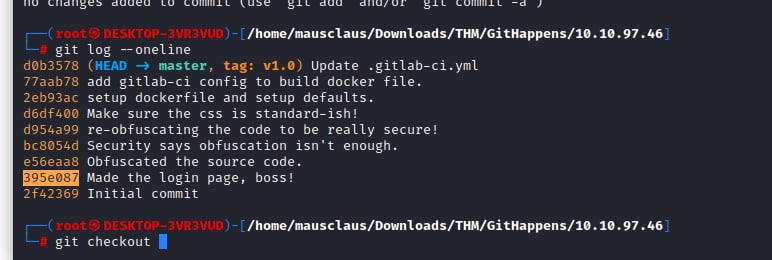 no changes added to commit (use "git add" and/or "git commit -a")
┌──(root㉿DESKTOP-3VR3VUD)-[/home/mausclaus/Downloads/THM/GitHappens/10.10.97.46]
└─# git log --oneline
d0b3578 (HEAD -> master, tag: v1.0) Update .gitlab-ci.yml
77aab78 add gitlab-ci config to build docker file.
2eb93ac setup dockerfile and setup defaults.
d6df400 Make sure the css is standard-ish!
d954a99 re-obfuscating the code to be really secure!
bc8054d Security says obfuscation isn't enough.
e56eaa8 Obfuscated the source code.
395e087 Made the login page, boss!
2f42369 Initial commit
┌──(root㉿DESKTOP-3VR3VUD)-[/home/mausclaus/Downloads/THM/GitHappens/10.10.97.46]
└─# git checkout